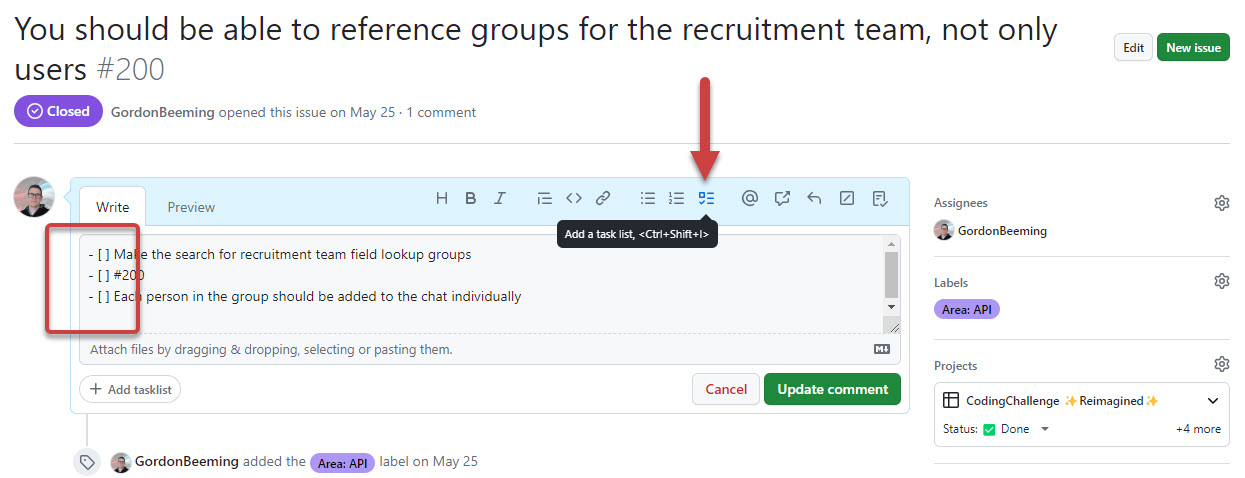 You should be able to reference groups for the recruitment team, not only
users #200
Edit
New issue
Closed
GordonBeeming opened this issue on May 25 · 1 comment
Write
Preview
H B I
Add a task list, <Ctrl+Shift+I>
- [ ] Make the search for recruitment team field lookup groups
- [ ] #200
- [ ] Each person in the group should be added to the chat individually
Attach files by dragging & dropping, selecting or pasting them.
Add tasklist
Cancel
Update comment
GordonBeeming added the Area: API label on May 25
Assignees
GordonBeeming
Labels
Area: API
Projects
CodingChallenge ✨Reimagined✨
Status: ✅ Done
+4 more